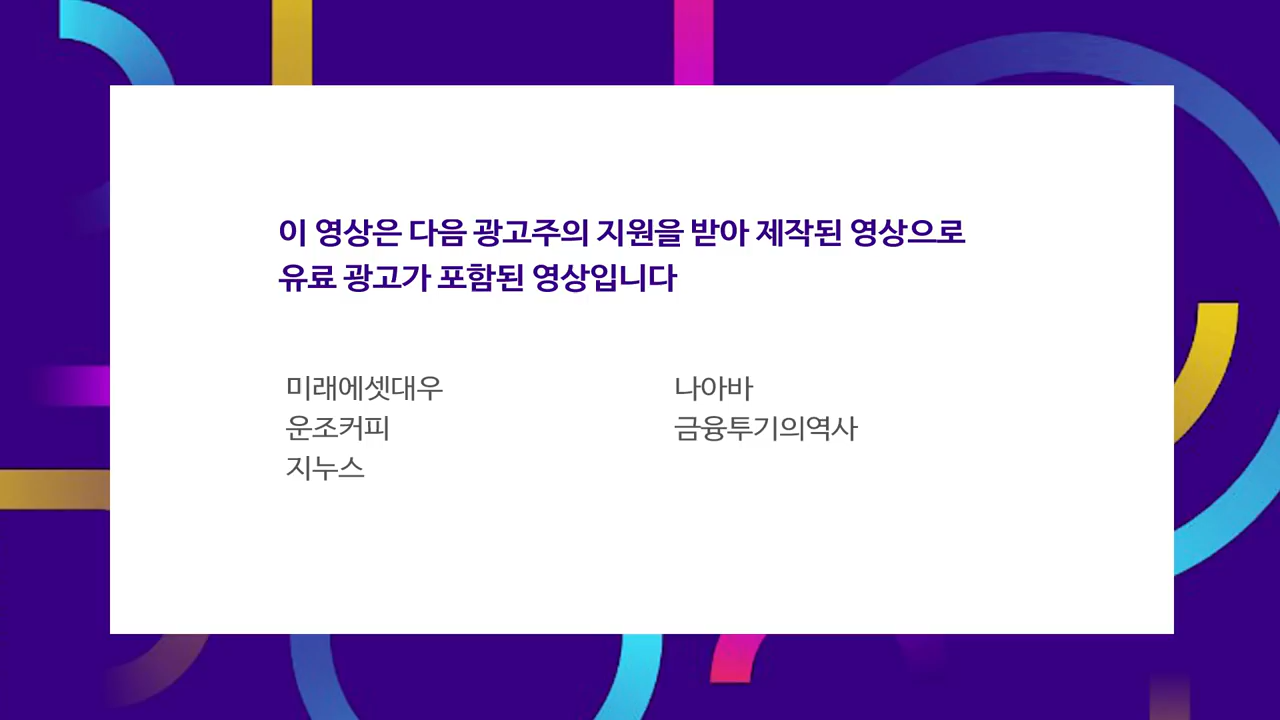 이 영상은 다음 광고주의 지원을 받아 제작된 영상으로
유료 광고가 포함된 영상입니다
미래에셋대우
운조커피
지누스
나아바
금융투기의역사